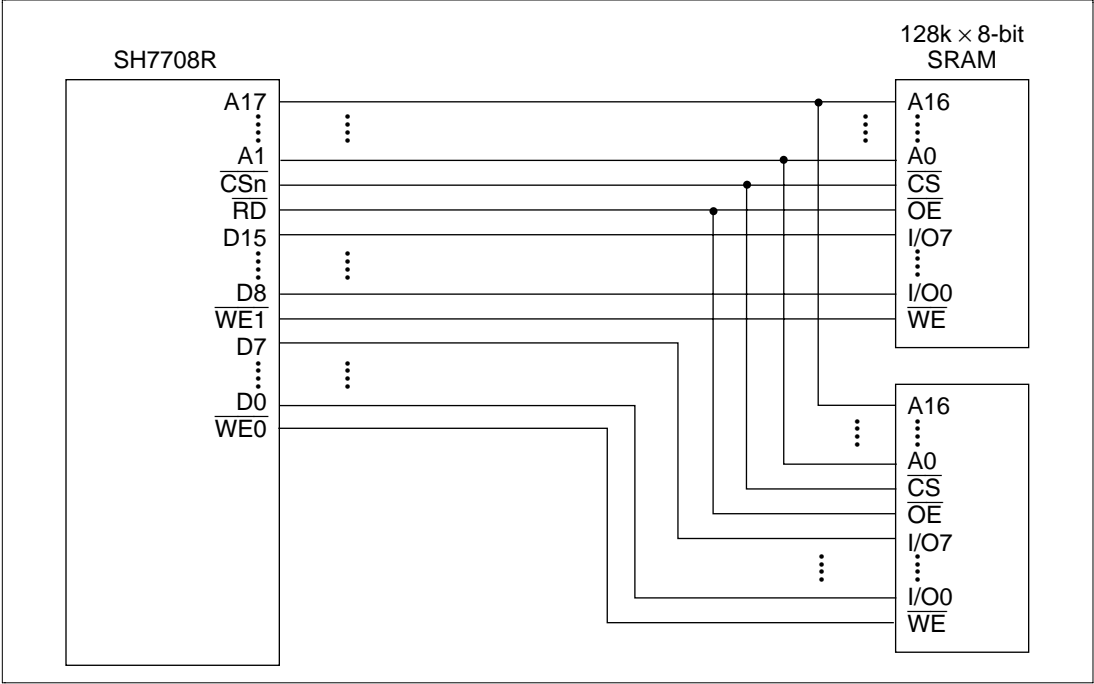 SH7708R
A17
A1
CSn
RD
D15
D8
WE1
D7
D0
WE0
128k × 8-bit
SRAM
A16
A0
CS
OE
I/O7
I/O0
WE
A16
A0
CS
OE
I/O7
I/O0
WE